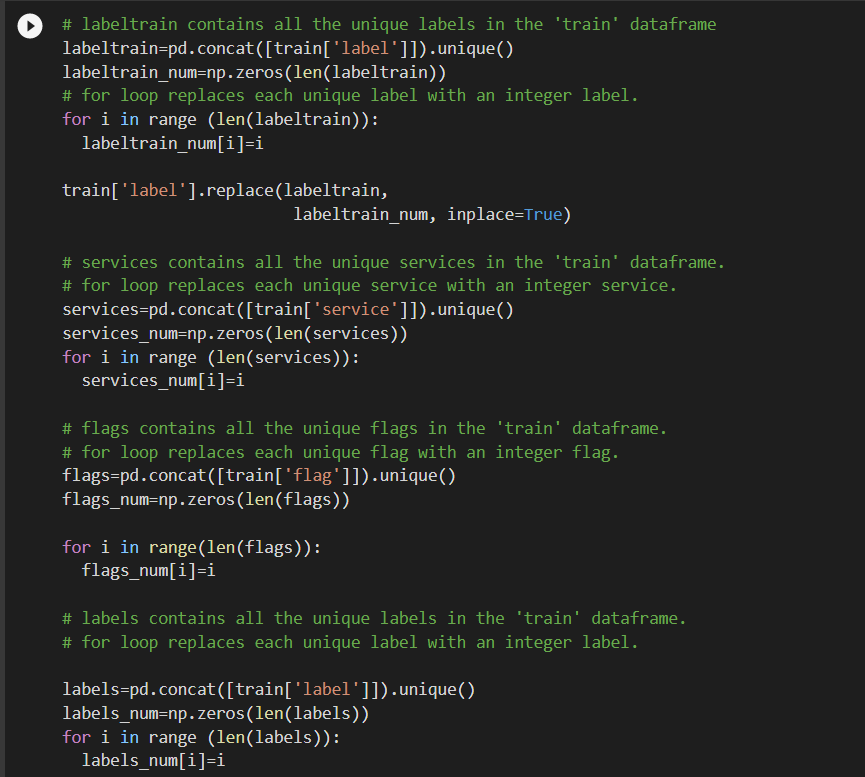 # labeltrain contains all the unique labels in the 'train' dataframe
labeltrain=pd.concat([train['label']]).unique()
labeltrain_num=np.zeros(len(labeltrain))
# for loop replaces each unique label with an integer label.
for i in range (len(labeltrain)):
  labeltrain_num[i]=i
train['label'].replace(labeltrain,
                        labeltrain_num, inplace=True)
# services contains all the unique services in the 'train' dataframe.
# for loop replaces each unique service with an integer service.
services=pd.concat([train['service']]).unique()
services_num=np.zeros(len(services))
for i in range (len(services)):
  services_num[i]=i
# flags contains all the unique flags in the 'train' dataframe.
# for loop replaces each unique flag with an integer flag.
flags=pd.concat([train['flag']]).unique()
flags_num=np.zeros(len(flags))
for i in range(len(flags)):
  flags_num[i]=i
# labels contains all the unique labels in the 'train' dataframe.
# for loop replaces each unique label with an integer label.
labels=pd.concat([train['label']]).unique()
labels_num=np.zeros(len(labels))
for i in range (len(labels)):
  labels_num[i]=i